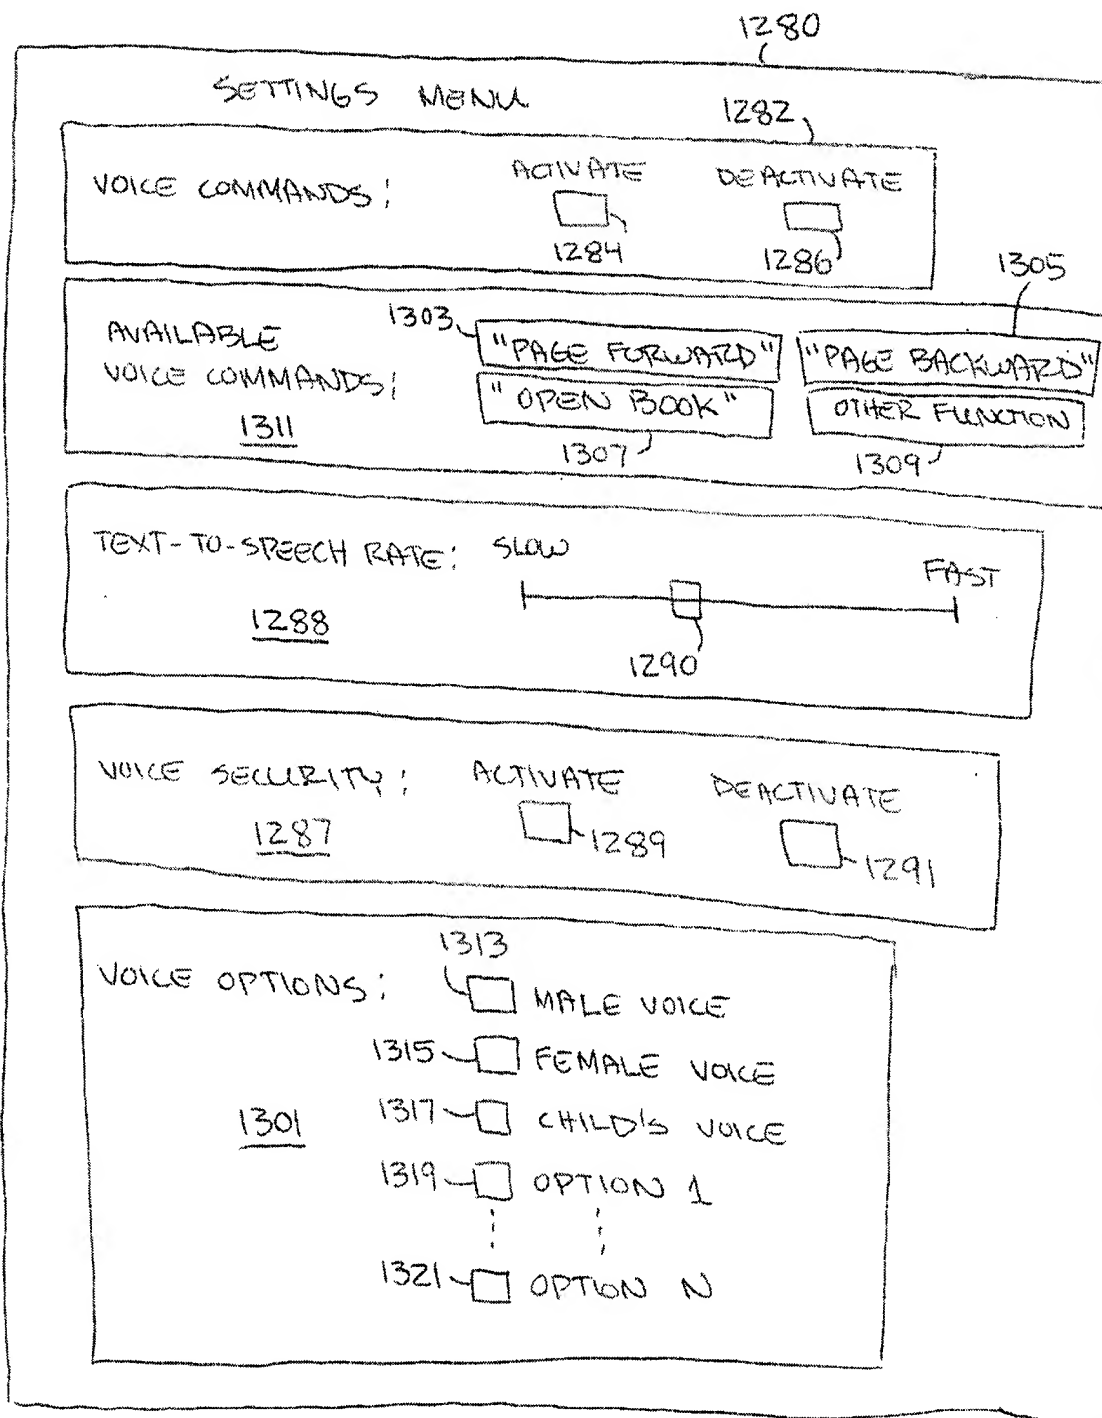 1280
SETTINGS MENU
1282
VOICE COMMANDS: ACTIVATE DEACTIVATE
1284 1286
1305
1303
AVAILABLE "PAGE FORWARD" "PAGE BACKWARD"
VOICE COMMANDS: "OPEN BOOK" OTHER FUNCTION
1311
1307 1309
TEXT-TO-SPEECH RATE: SLOW FAST
1288
1290
VOICE SECURITY: ACTIVATE DEACTIVATE
1287 1289 1291
1313
VOICE OPTIONS: MALE VOICE
1315 FEMALE VOICE
1301 1317 CHILD'S VOICE
1319 OPTION 1
1321 OPTION N